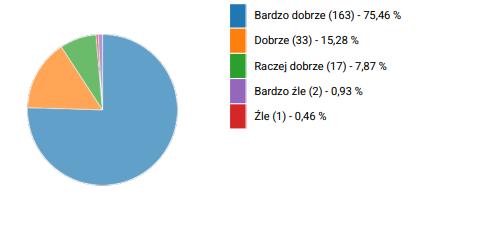 Bardzo dobrze (163) - 75,46 %
Dobrze (33) - 15,28 %
Raczej dobrze (17) - 7,87 %
Bardzo źle (2) - 0,93 %
Źle (1) - 0,46 %